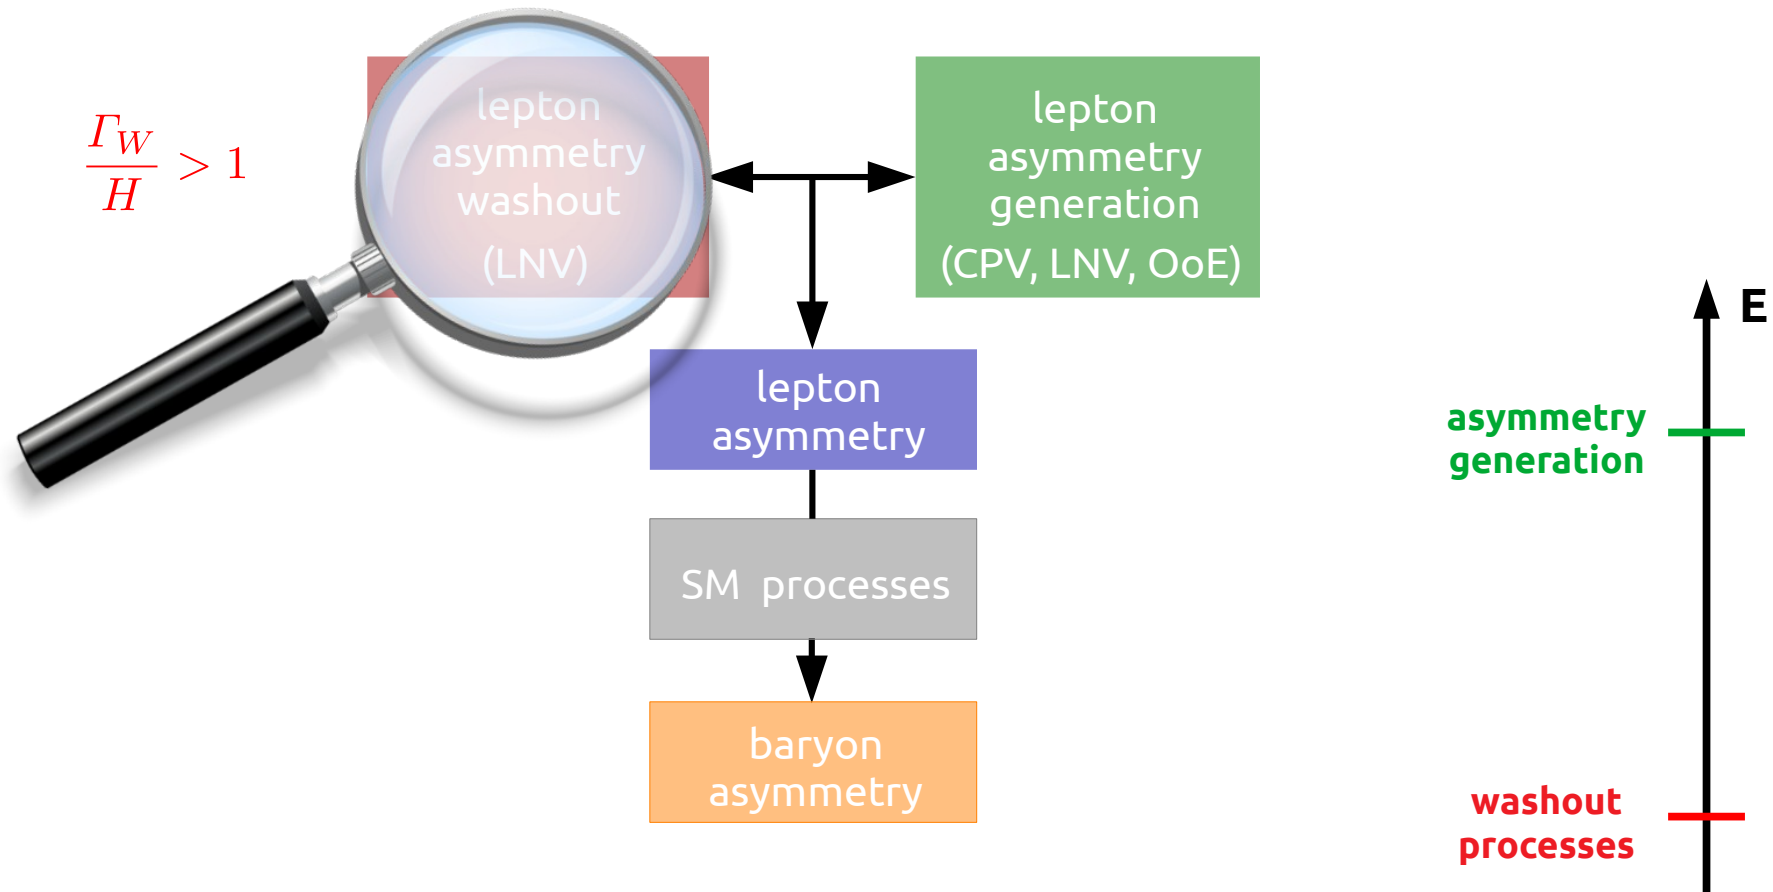 Γ_W
H
> 1
lepton
asymmetry
washout
(LNV)
lepton
asymmetry
generation
(CPV, LNV, OoE)
lepton
asymmetry
SM processes
baryon
asymmetry
E
asymmetry
generation
washout
processes